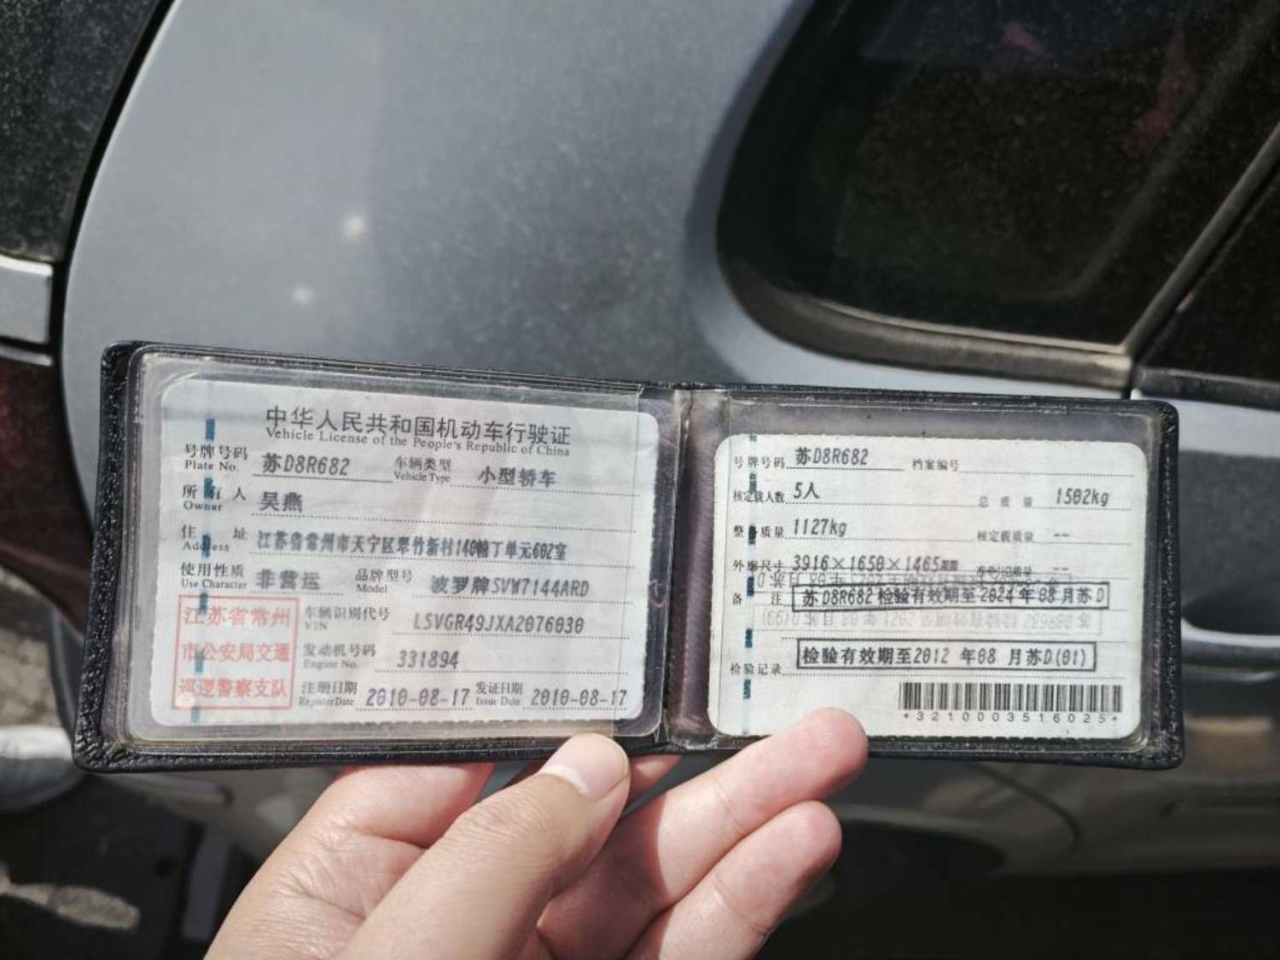 中华人民共和国机动车行驶证
Vehicle License of the People's Republic of China
号牌号码 苏D8R682 车辆类型 小型轿车
Plate No. Vehicle Type
所有人 吴燕
Owner
住址 江苏省常州市天宁区翠竹新村140幢丁单元602室
Address
使用性质 非营运 品牌型号 波罗牌SVW7144ARD
Use Character Model
江苏省常州
市公安局交通
巡逻警察支队
车辆识别代号 LSVGR49JXA2076030
VIN
发动机号码 331894
Engine No.
注册日期 2010-08-17 发证日期 2010-08-17
Register Date Issue Date
号牌号码 苏D8R682 档案编号
核定载人数 5人 总质量 1502kg
整备质量 1127kg 核定载质量 --
外廓尺寸 3916×1650×1465 --
备注 苏D8R682 检验有效期至2024年08月苏D
检验记录 检验有效期至2012年08月苏D(01)
*3210003516025*